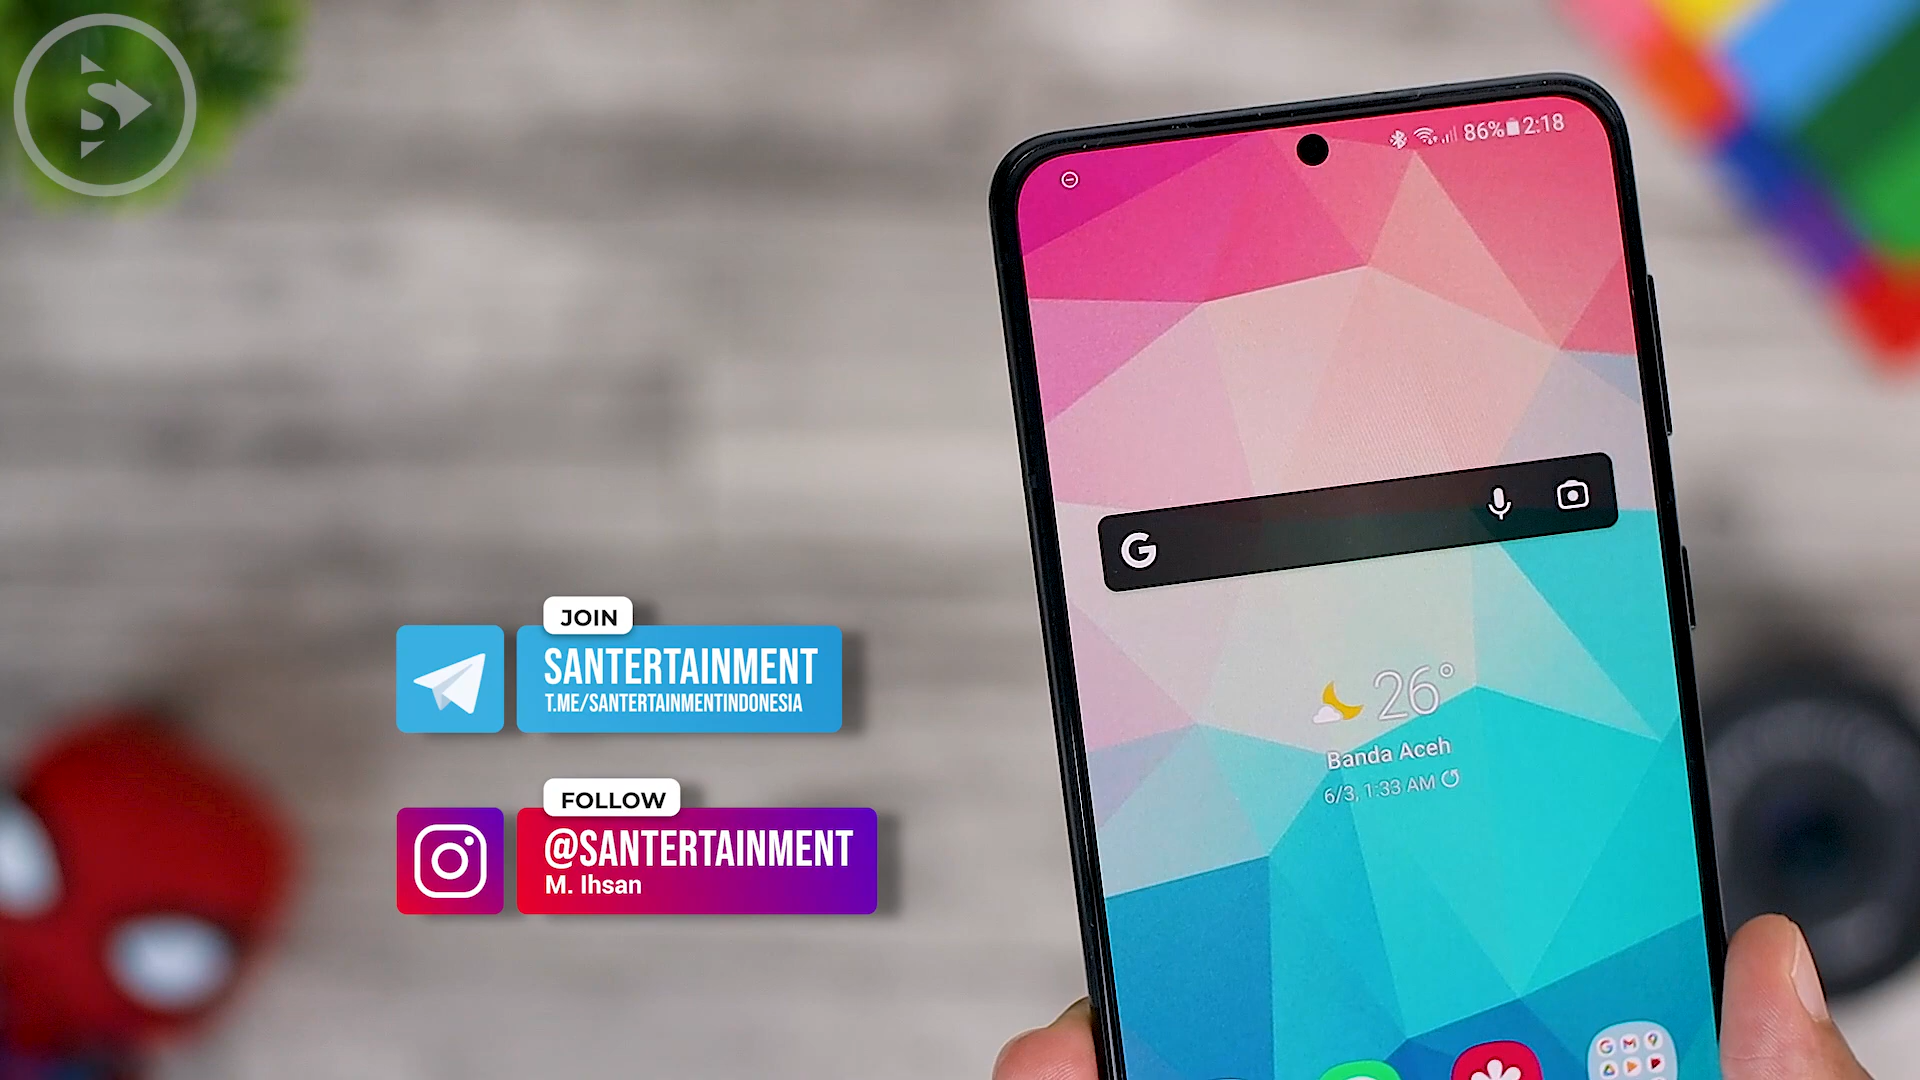 86% 2:18
G
26°
Banda Aceh
6/3, 1:33 AM
JOIN
SANTERTAINMENT
T.ME/SANTERTAINMENTINDONESIA
FOLLOW
@SANTERTAINMENT
M. Ihsan